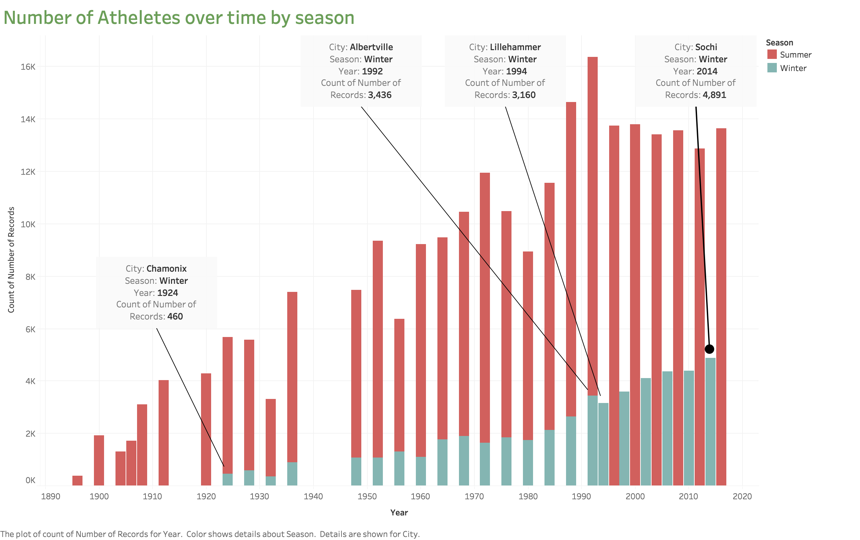 Number of Atheletes over time by season
City: Albertville
Season: Winter
Year: 1992
Count of Number of
Records: 3,436
City: Lillehammer
Season: Winter
Year: 1994
Count of Number of
Records: 3,160
City: Sochi
Season: Winter
Year: 2014
Count of Number of
Records: 4,891
Season
Summer
Winter
16K
14K
12K
10K
8K
6K
4K
2K
0K
Count of Number of Records
City: Chamonix
Season: Winter
Year: 1924
Count of Number of
Records: 460
1890 1900 1910 1920 1930 1940 1950 1960 1970 1980 1990 2000 2010 2020
Year
The plot of count of Number of Records for Year. Color shows details about Season. Details are shown for City.